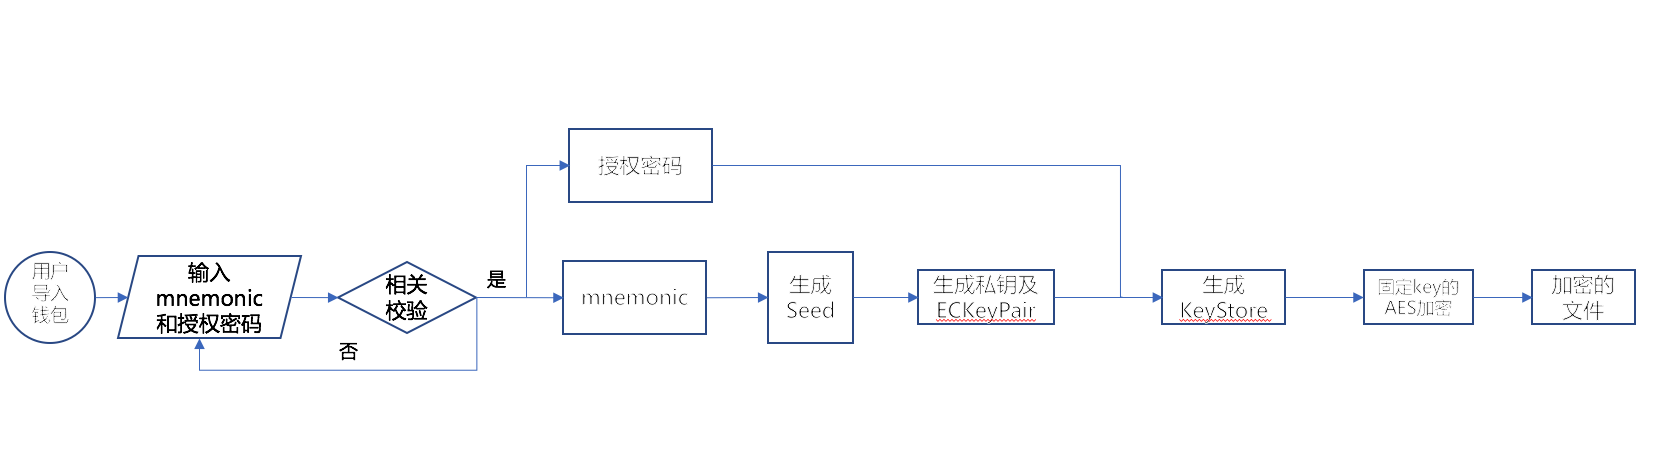 用户
导入
钱包
输入
mnemonic
和授权密码
相关
校验
是
否
授权密码
mnemonic
生成
Seed
生成私钥及
ECKeyPair
生成
KeyStore
固定key的
AES加密
加密的
文件